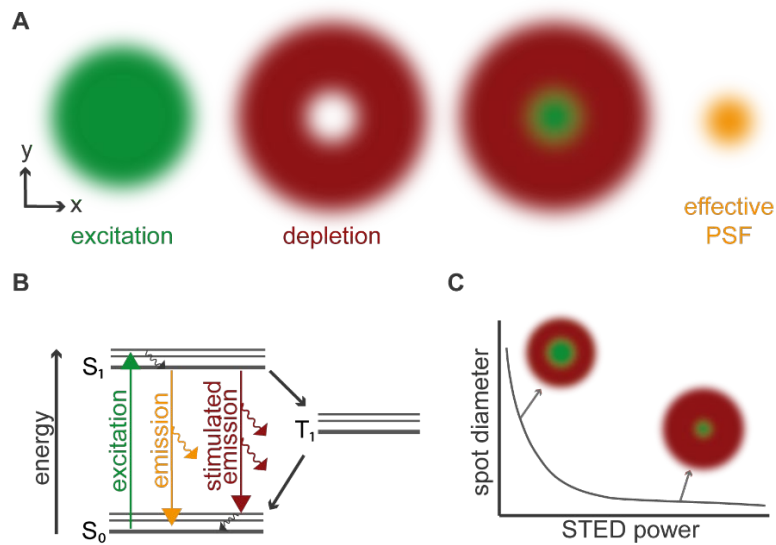 A
y
x
excitation
depletion
effective
PSF
B
energy
S1
S0
excitation
emission
stimulated
emission
T1
C
spot diameter
STED power